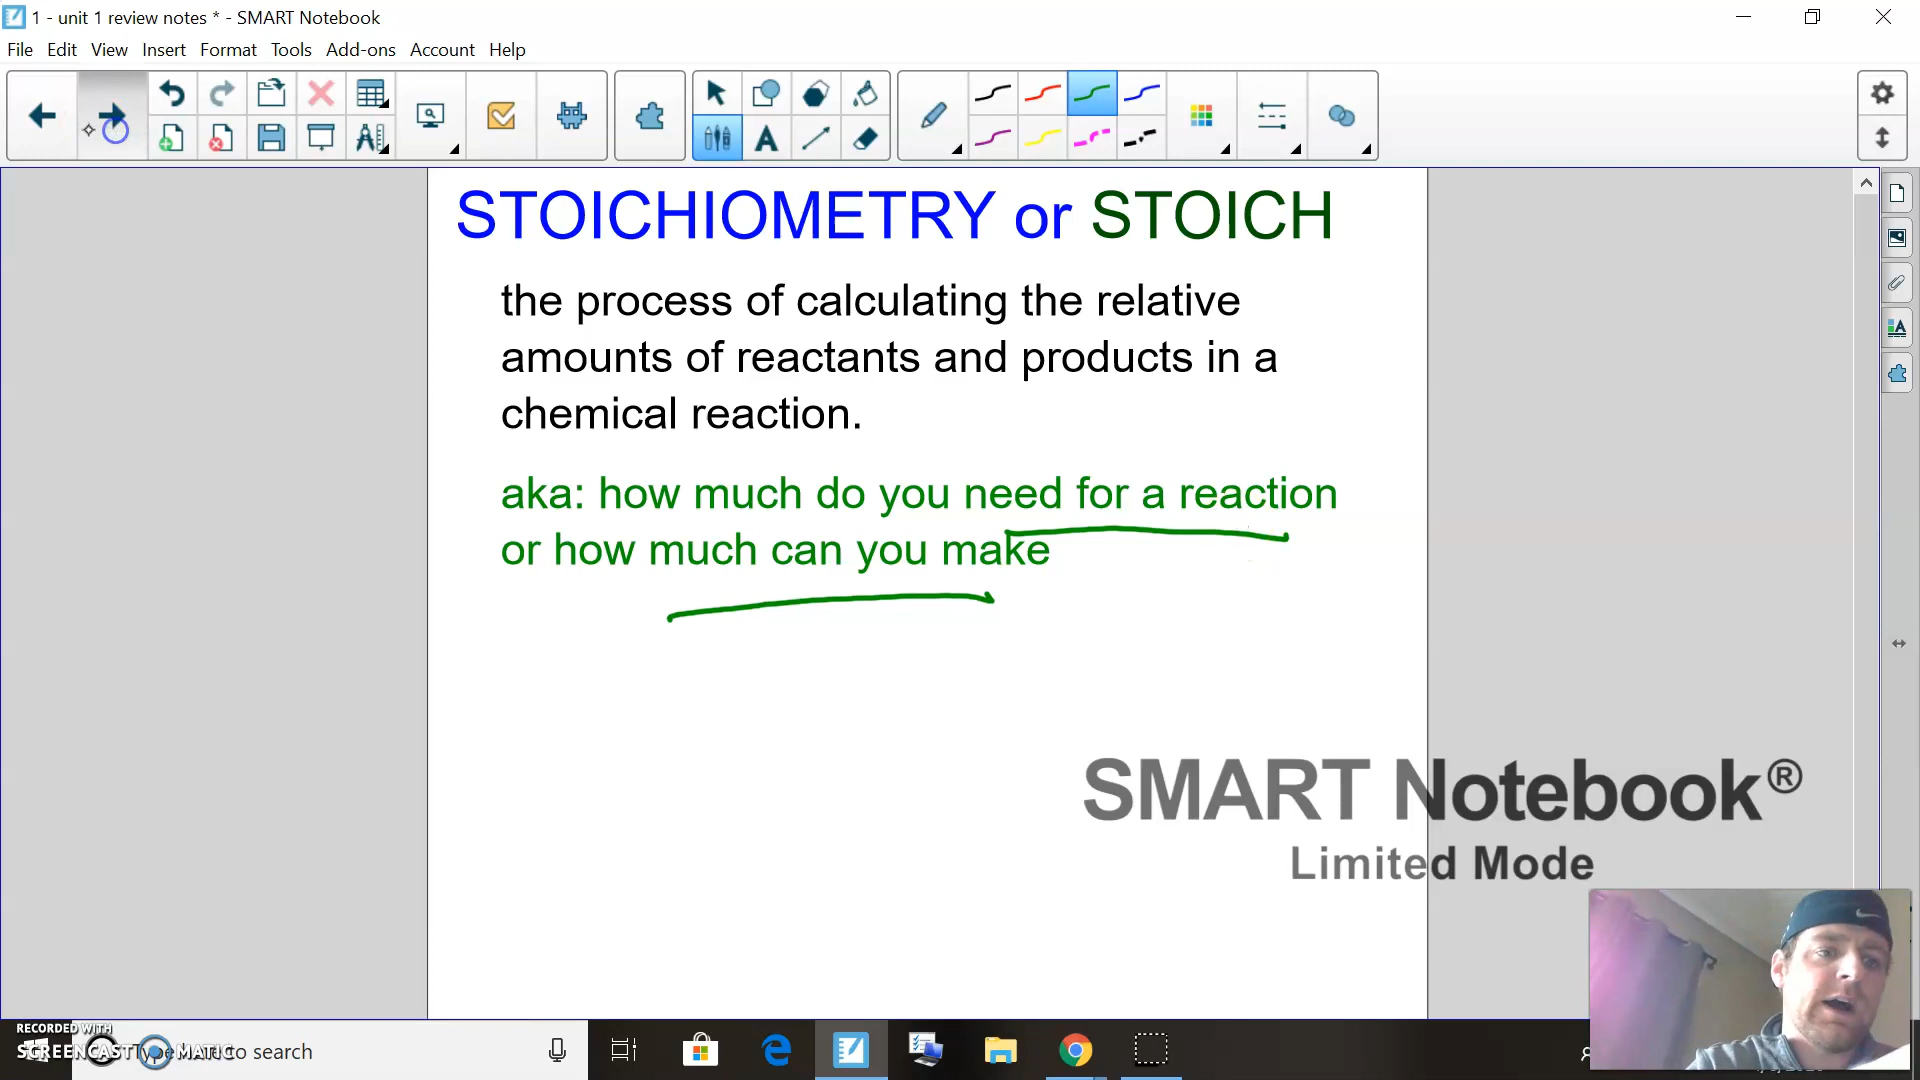 1 - unit 1 review notes * - SMART Notebook
File Edit View Insert Format Tools Add-ons Account Help
STOICHIOMETRY or STOICH
the process of calculating the relative
amounts of reactants and products in a
chemical reaction.
aka: how much do you need for a reaction
or how much can you make
SMART Notebook®
Limited Mode
RECORDED WITH
SCREENCAST MATIC
to search